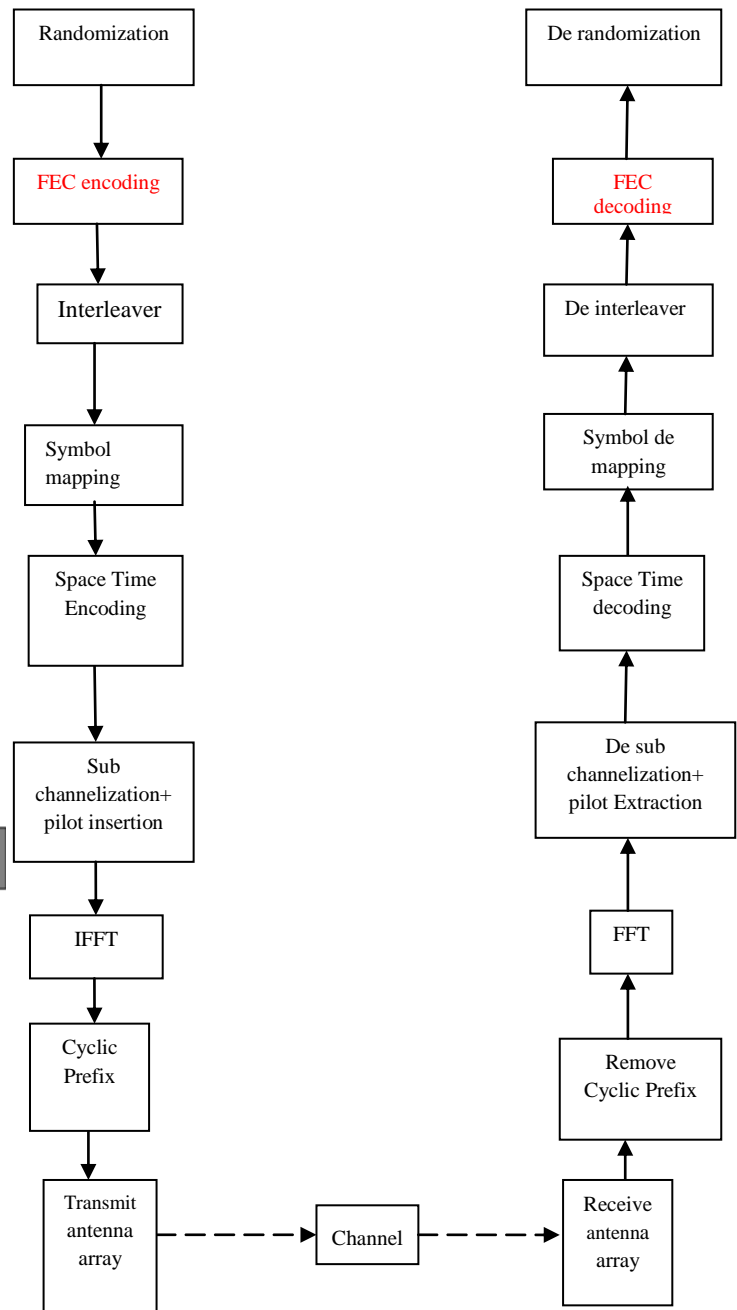 Randomization
FEC encoding
Interleaver
Symbol
mapping
Space Time
Encoding
Sub
channelization+
pilot insertion
IFFT
Cyclic
Prefix
Transmit
antenna
array
Channel
Receive
antenna
array
Remove
Cyclic Prefix
FFT
De sub
channelization+
pilot Extraction
Space Time
decoding
Symbol de
mapping
De interleaver
FEC
decoding
De randomization